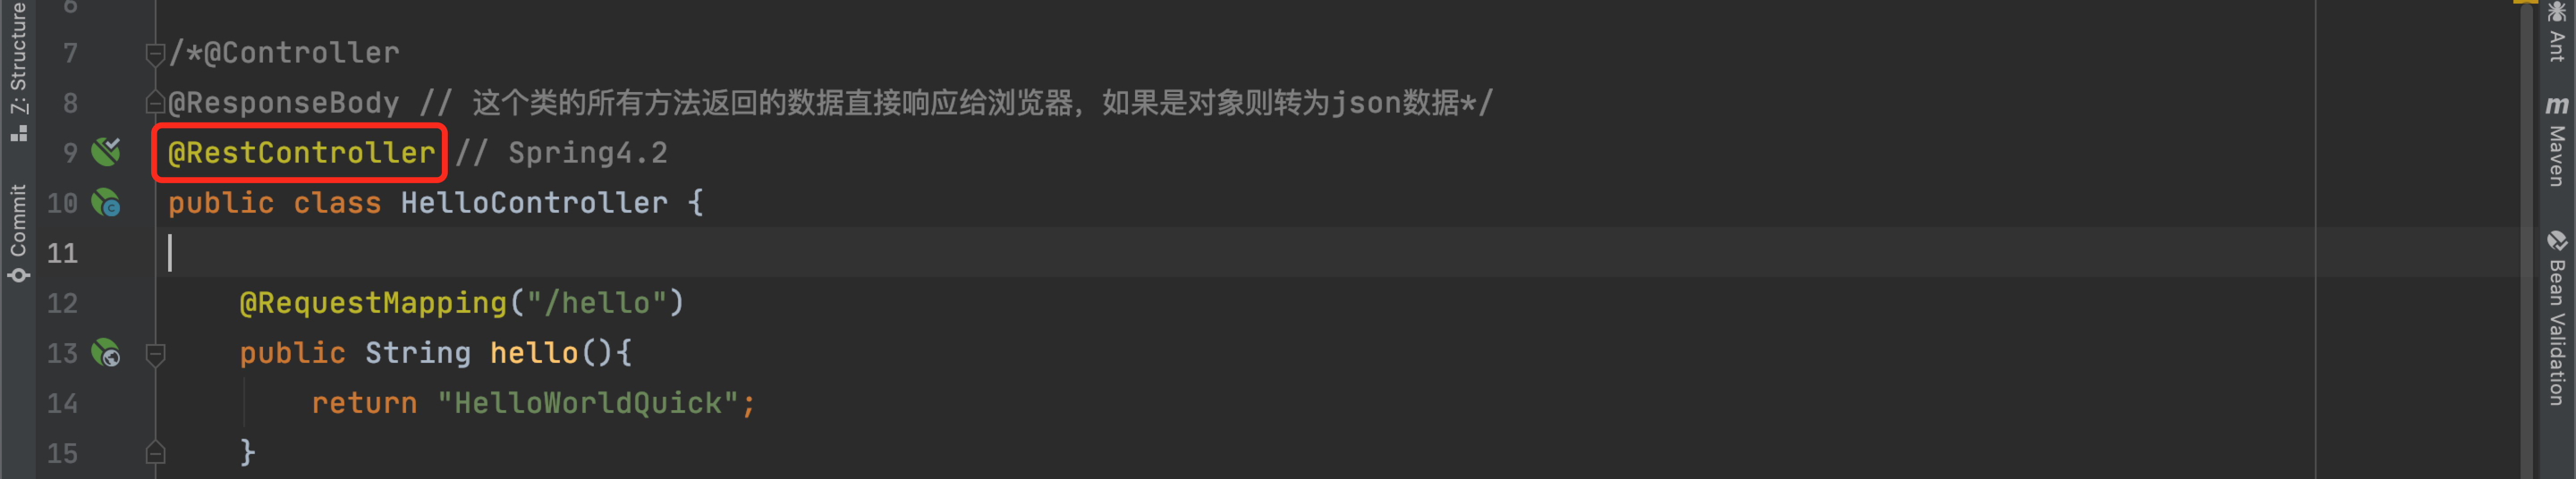 6
7 /*@Controller
8 @ResponseBody // 这个类的所有方法返回的数据直接响应给浏览器，如果是对象则转为json数据*/
9 @RestController // Spring4.2
10 public class HelloController {
11
12 @RequestMapping("/hello")
13 public String hello(){
14 return "HelloWorldQuick";
15 }
Z: Structure
Commit
Ant
Maven
Bean Validation